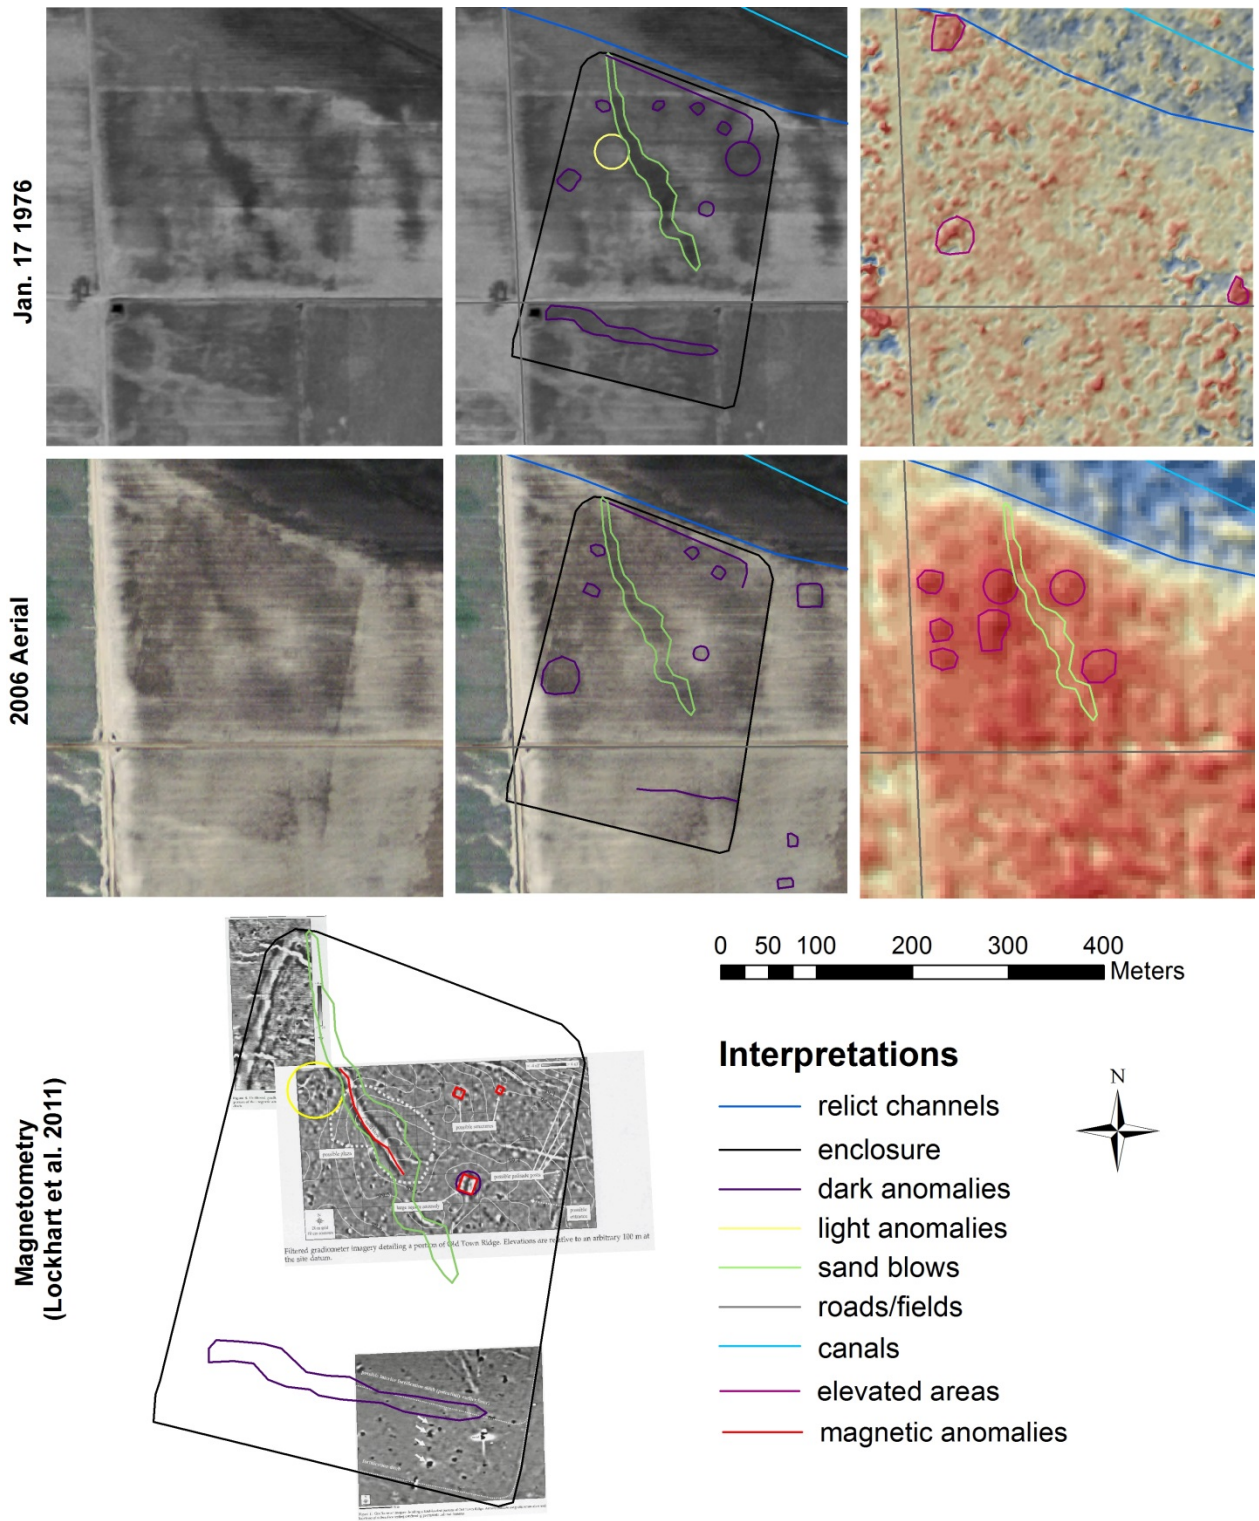 Jan. 17 1976
2006 Aerial
Magnetometry
(Lockhart et al. 2011)
possible structures
possible plaza
possible palisade posts
possible
entrance
Filtered gradiometer imagery detailing a portion of Old Town Ridge. Elevations are relative to an arbitrary 100 m at
the site datum.
0 50 100 200 300 400
Meters
Interpretations
N
relict channels
enclosure
dark anomalies
light anomalies
sand blows
roads/fields
canals
elevated areas
magnetic anomalies